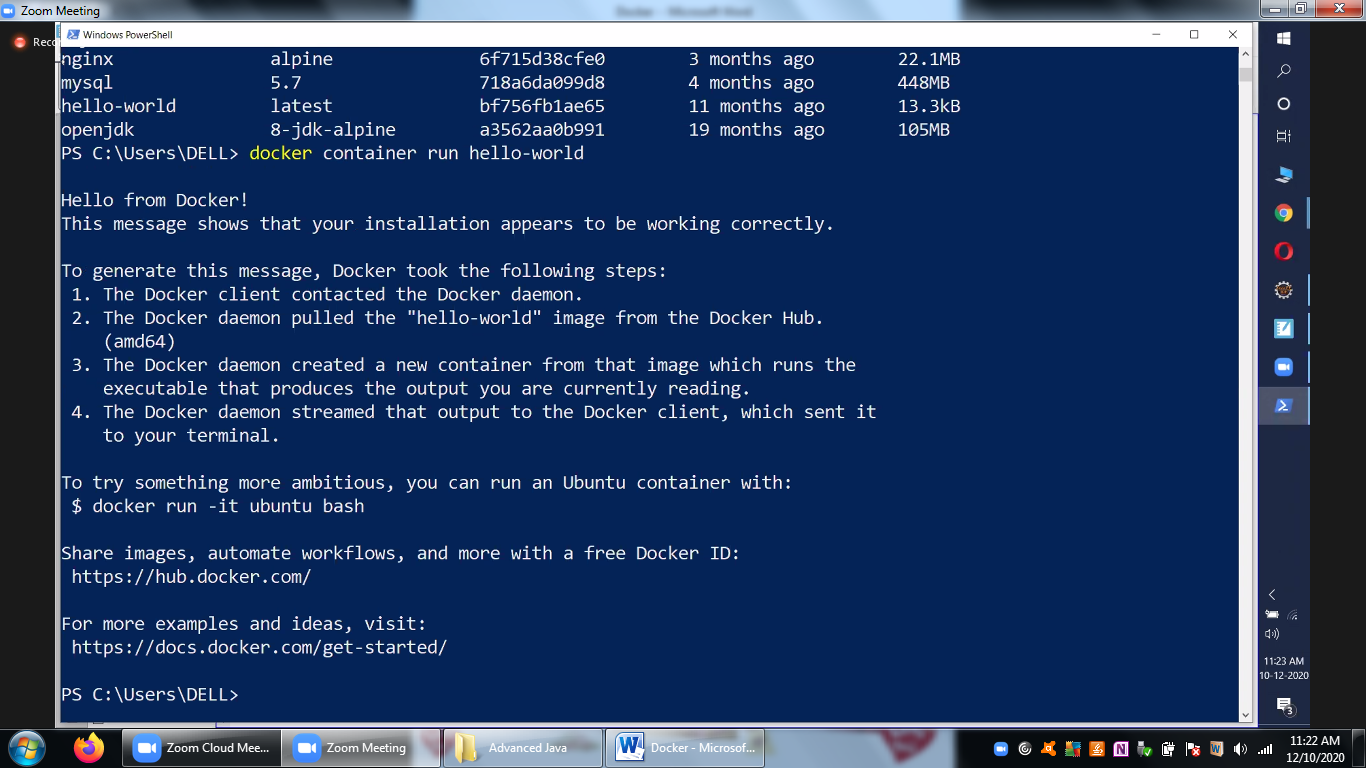 Docker - Microsoft Word
Zoom Meeting
Reco
Windows PowerShell
nginx alpine 6f715d38cfe0 3 months ago 22.1MB
mysql 5.7 718a6da099d8 4 months ago 448MB
hello-world latest bf756fb1ae65 11 months ago 13.3kB
openjdk 8-jdk-alpine a3562aa0b991 19 months ago 105MB
PS C:\Users\DELL> docker container run hello-world
Hello from Docker!
This message shows that your installation appears to be working correctly.
To generate this message, Docker took the following steps:
1. The Docker client contacted the Docker daemon.
2. The Docker daemon pulled the "hello-world" image from the Docker Hub.
(amd64)
3. The Docker daemon created a new container from that image which runs the
executable that produces the output you are currently reading.
4. The Docker daemon streamed that output to the Docker client, which sent it
to your terminal.
To try something more ambitious, you can run an Ubuntu container with:
$ docker run -it ubuntu bash
Share images, automate workflows, and more with a free Docker ID:
https://hub.docker.com/
For more examples and ideas, visit:
https://docs.docker.com/get-started/
PS C:\Users\DELL>
11:23 AM
10-12-2020
3
Zoom Cloud Mee...
Zoom Meeting
Advanced Java
Docker - Microsof...
11:22 AM
12/10/2020